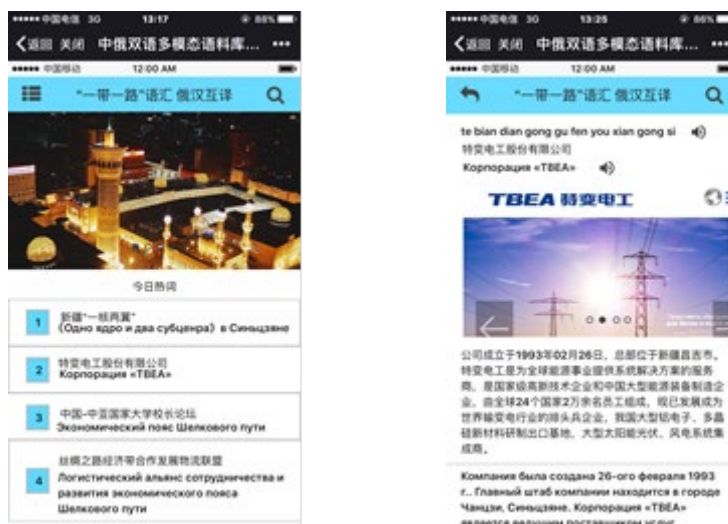 中国电信 3G 13:17 88%
返回 关闭 中俄双语多模态语料库... •••
中国移动 12:00 AM
"一带一路"语汇 俄汉互译
今日热词
1 新疆"一核两翼"
《Одно ядро и два субценра》 в Синьцзяне
2 特变电工股份有限公司
Корпорация «ТВЕА»
3 中国-中亚国家大学校长论坛
Экономический пояс Шелкового пути
丝绸之路经济带合作发展物流联盟
4 Логистический альянс сотрудничества и
развития экономического пояса
Шелкового пути
中国电信 3G 13:25 86%
返回 关闭 中俄双语多模态语料库...
中国移动 12:00 AM
"一带一路"语汇 俄汉互译
te bian dian gong gu fen you xian gong si
特变电工股份有限公司
Корпорация «ТВЕА»
TBEA 特变电工
公司成立于1993年02月26日，总部位于新疆昌吉市。
特变电工是为全球能源事业提供系统解决方案的服务
商，是国家级高新技术企业和中国大型能源装备制造企
业，由全球24个国家2万余名员工组成，现已发展成为
世界输变电行业的排头兵企业，我国大型铝电子、多晶
硅新材料研制出口基地，大型太阳能光伏、风电系统集
成商。
Компания была создана 26-ого февраля 1993
г.. Главный штаб компании находится в городе
Чанцзи, Синьцзяне. Корпорация «ТВЕА»
является ведущим поставщиком услуг